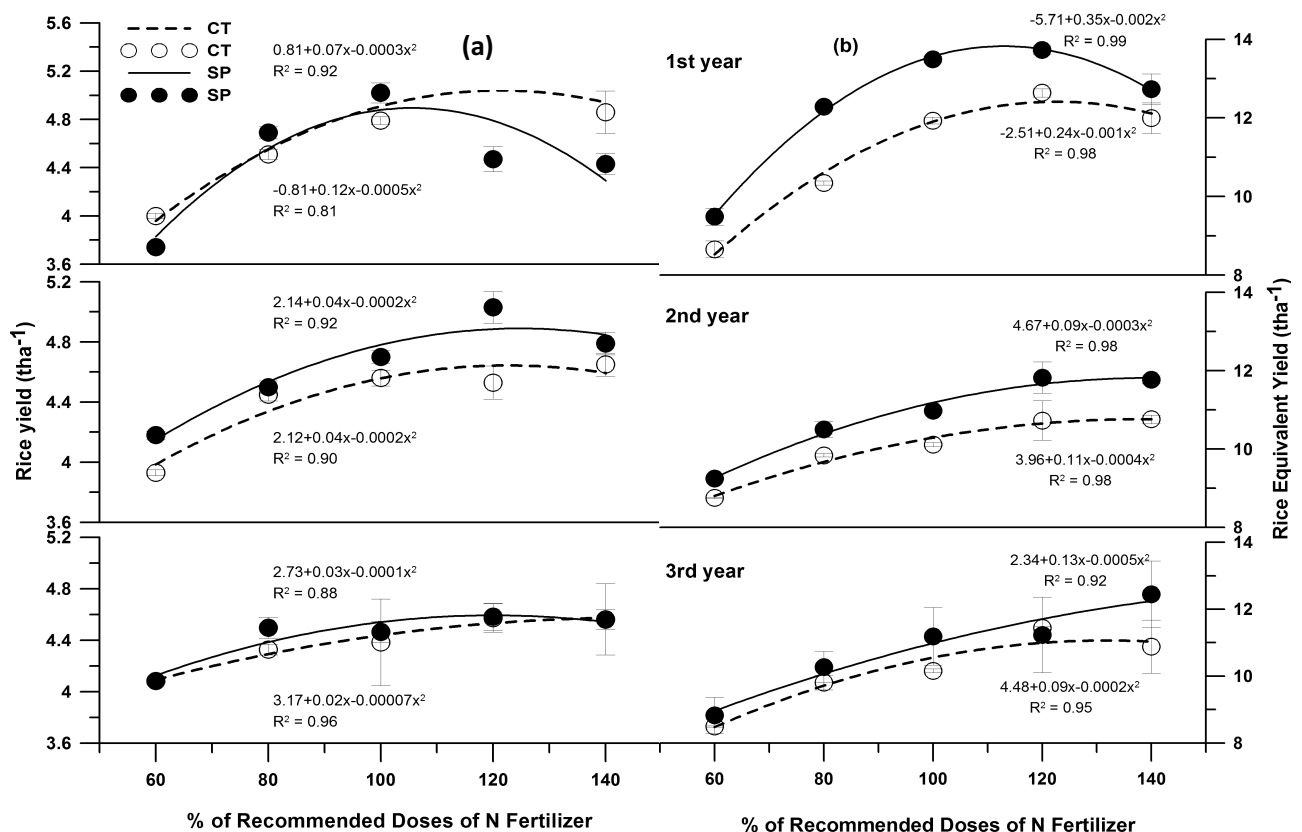 CT
CT
SP
SP
(a)
0.81+0.07x-0.0003x²
R² = 0.92
-0.81+0.12x-0.0005x²
R² = 0.81
5.6
5.2
4.8
4.4
4
3.6
1st year
(b)
-5.71+0.35x-0.002x²
R² = 0.99
-2.51+0.24x-0.001x²
R² = 0.98
14
12
10
8
Rice yield (tha⁻¹)
2.14+0.04x-0.0002x²
R² = 0.92
2.12+0.04x-0.0002x²
R² = 0.90
5.2
4.8
4.4
4
3.6
2nd year
4.67+0.09x-0.0003x²
R² = 0.98
3.96+0.11x-0.0004x²
R² = 0.98
14
12
10
8
Rice Equivalent Yield (tha⁻¹)
2.73+0.03x-0.0001x²
R² = 0.88
3.17+0.02x-0.00007x²
R² = 0.96
5.2
4.8
4.4
4
3.6
3rd year
2.34+0.13x-0.0005x²
R² = 0.92
4.48+0.09x-0.0002x²
R² = 0.95
14
12
10
8
60 80 100 120 140
% of Recommended Doses of N Fertilizer
60 80 100 120 140
% of Recommended Doses of N Fertilizer